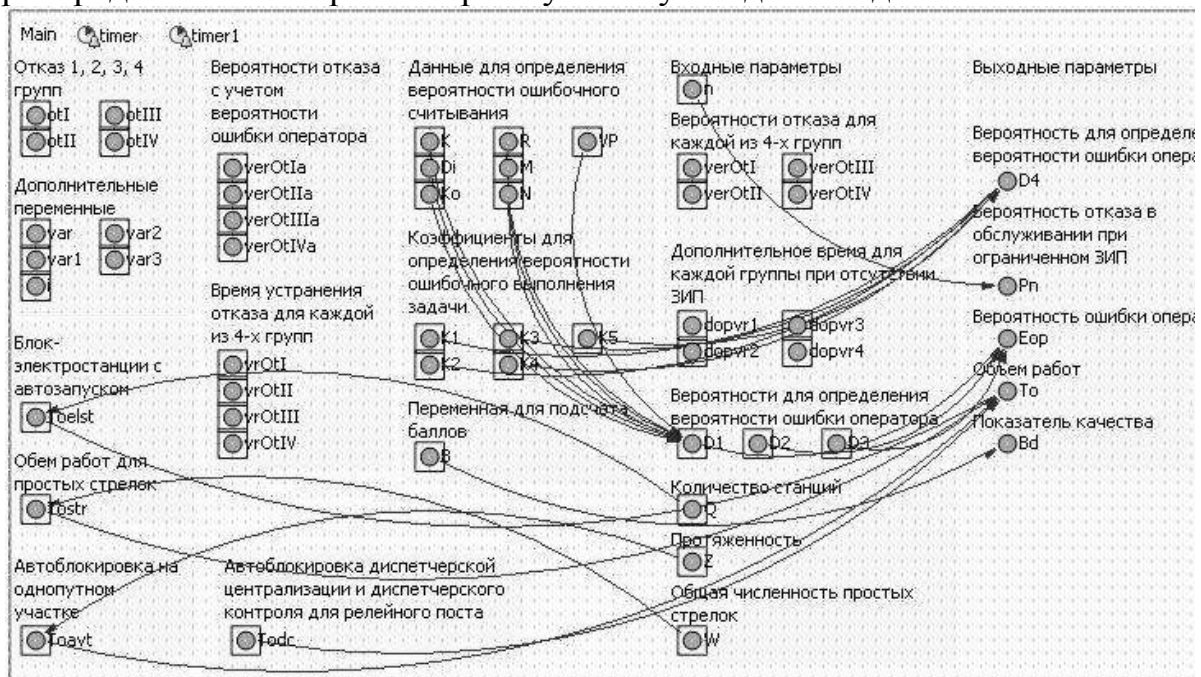 Main timer timer1
Отказ 1, 2, 3, 4
групп
otI otIII
otII otIV
Дополнительные
переменные
var var2
var1 var3
i
Блок-
электростанции с
автозапуском
Toelst
Обем работ для
простых стрелок
Tostr
Автоблокировка на
однопутном
участке
Toavt
Вероятности отказа
с учетом
вероятности
ошибки оператора
verOtIa
verOtIIa
verOtIIIa
verOtIVa
Время устранения
отказа для каждой
из 4-х групп
vrOtI
vrOtII
vrOtIII
vrOtIV
Автоблокировка диспетчерской
централизации и диспетчерского
контроля для релейного поста
Todc
Данные для определения
вероятности ошибочного
считывания
K R VP
Di M
Ko N
Коэффициенты для
определения вероятности
ошибочного выполнения
задачи
K1 K3 K5
K2 K4
Переменная для подсчета
баллов
B
Входные параметры
n
Вероятности отказа для
каждой из 4-х групп
verOtI verOtIII
verOtII verOtIV
Дополнительное время для
каждой группы при отсутствии
ЗИП
dopvr1 dopvr3
dopvr2 dopvr4
Вероятности для определения
вероятности ошибки оператора
D1 D2 D3
Количество станций
Q
Протяженность
Z
Общая численность простых
стрелок
W
Выходные параметры
Вероятность для определе
вероятности ошибки опера
D4
Вероятность отказа в
обслуживании при
ограниченном ЗИП
Pn
Вероятность ошибки опера
Eop
Объем работ
To
Показатель качества
Bd